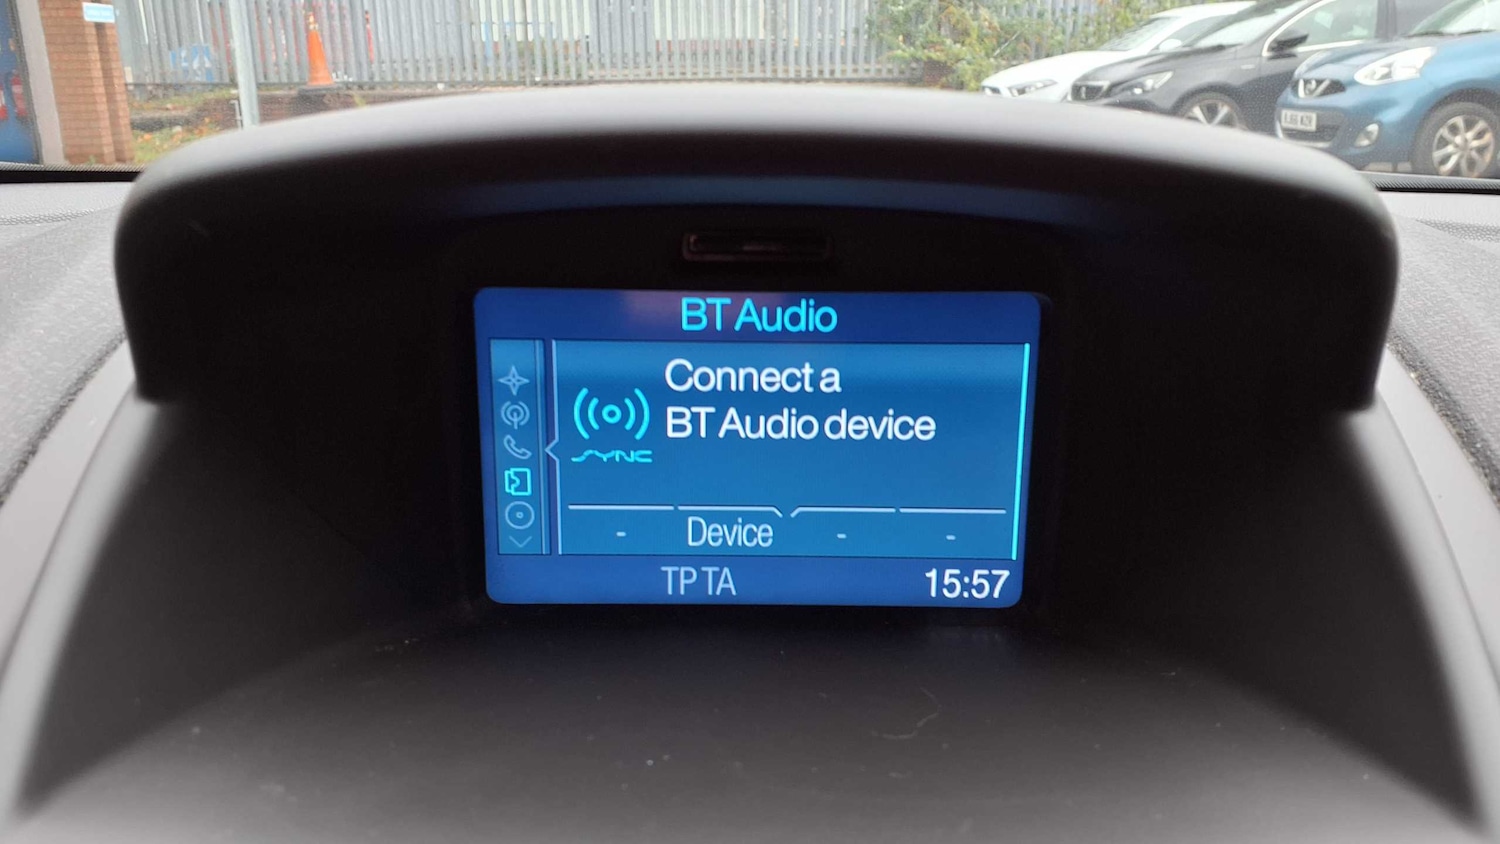 BT Audio
Connect a
BT Audio device
SYNC
- Device - -
TP TA
15:57